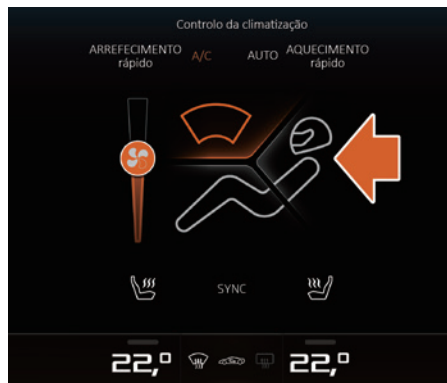 Controlo da climatização
ARREFECIMENTO rápido
A/C
AUTO
AQUECIMENTO rápido
SYNC
22,º
22,º